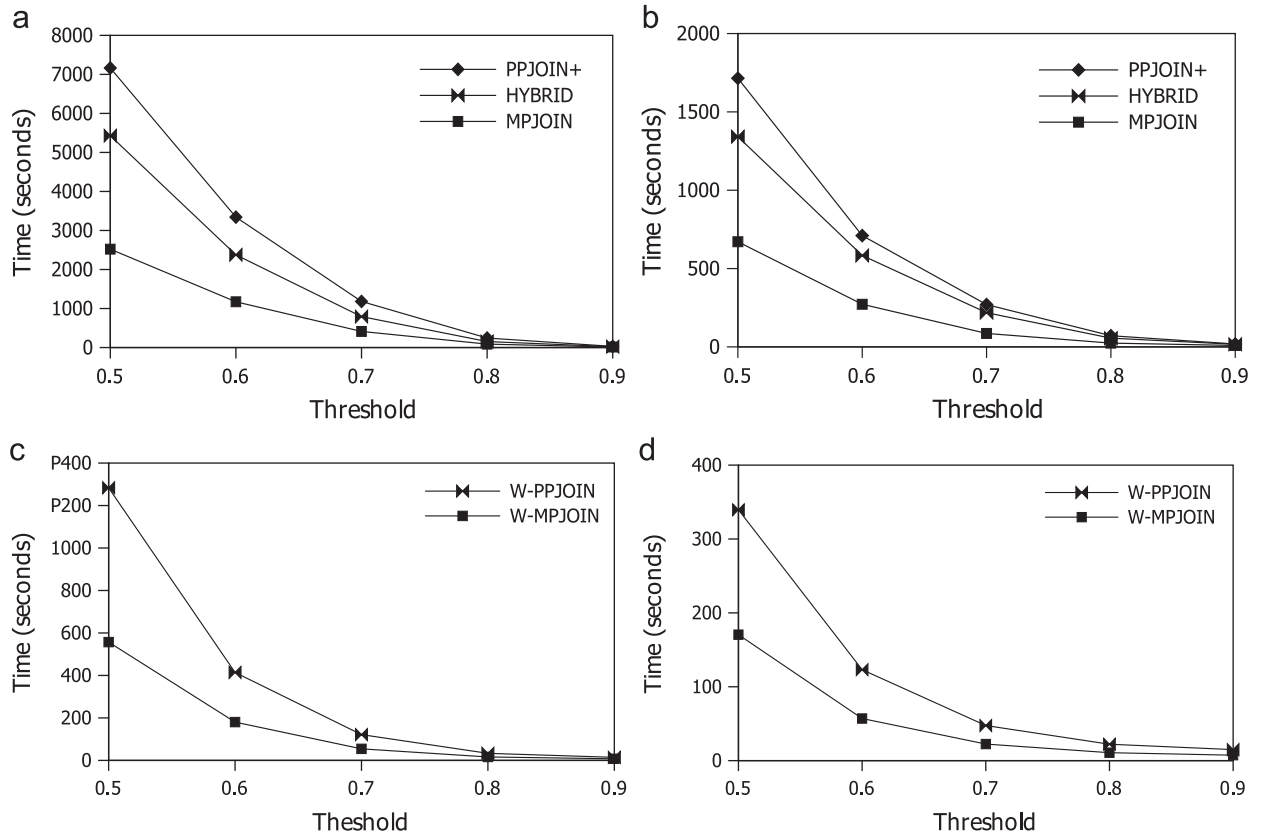 a
8000
7000
6000
5000
4000
3000
2000
1000
0
Time (seconds)
PPJOIN+
HYBRID
MPJOIN
0.5 0.6 0.7 0.8 0.9
Threshold
b
2000
1500
1000
500
0
Time (seconds)
PPJOIN+
HYBRID
MPJOIN
0.5 0.6 0.7 0.8 0.9
Threshold
c
P400
P200
1000
800
600
400
200
0
Time (seconds)
W-PPJOIN
W-MPJOIN
0.5 0.6 0.7 0.8 0.9
Theshold
d
400
300
200
100
0
Time (seconds)
W-PPJOIN
W-MPJOIN
0.5 0.6 0.7 0.8 0.9
Threshold